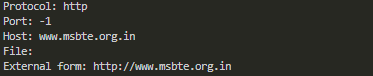 Protocol: http
Port: -1
Host: www.msbte.org.in
File:
External form: http://www.msbte.org.in